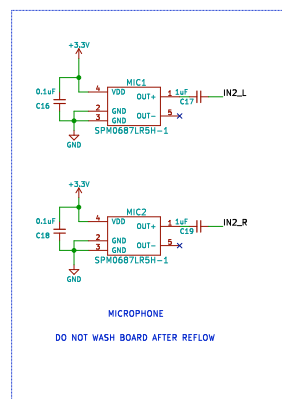 +3.3V
MIC1
0.1uF
C16
4 VDD
OUT+ 1
1uF
C17
IN2_L
2 GND
3 GND
OUT- 5
SPM0687LR5H-1
GND
+3.3V
MIC2
0.1uF
C18
4 VDD
OUT+ 1
1uF
C19
IN2_R
2 GND
3 GND
OUT- 5
SPM0687LR5H-1
GND
MICROPHONE
DO NOT WASH BOARD AFTER REFLOW